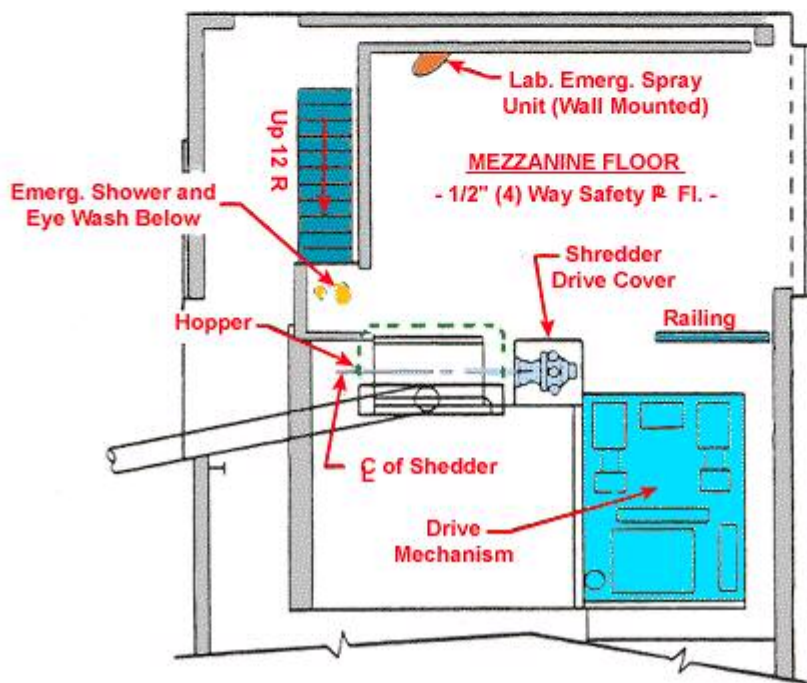 Lab. Emerg. Spray
Unit (Wall Mounted)
Up 12 R
MEZZANINE FLOOR
- 1/2" (4) Way Safety ⅊ Fl. -
Emerg. Shower and
Eye Wash Below
Shredder
Drive Cover
Hopper
Railing
℄ of Shedder
Drive
Mechanism